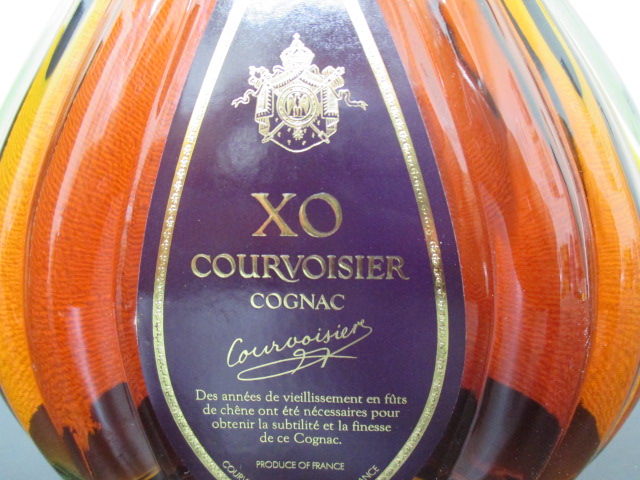 XO
COURVOISIER
COGNAC
Courvoisier
Des années de vieillissement en fûts
de chêne ont été nécessaires pour
obtenir la subtilité et la finesse
de ce Cognac.
PRODUCE OF FRANCE